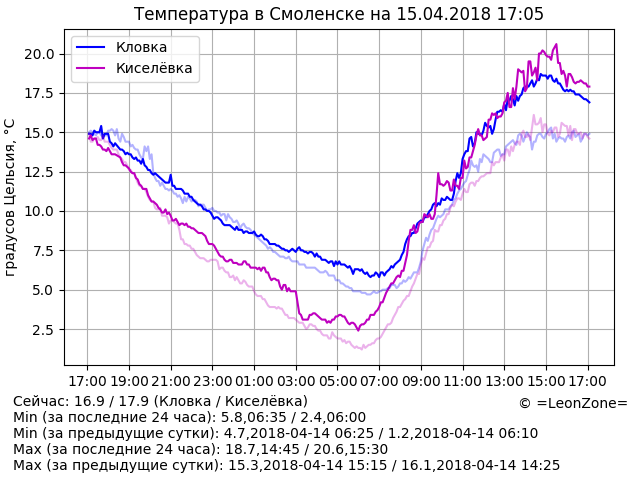 Температура в Смоленске на 15.04.2018 17:05
Кловка
Киселёвка
градусов Цельсия, °C
20.0
17.5
15.0
12.5
10.0
7.5
5.0
2.5
17:00 19:00 21:00 23:00 01:00 03:00 05:00 07:00 09:00 11:00 13:00 15:00 17:00
Сейчас: 16.9 / 17.9 (Кловка / Киселёвка)
© =LeonZone=
Min (за последние 24 часа): 5.8,06:35 / 2.4,06:00
Min (за предыдущие сутки): 4.7,2018-04-14 06:25 / 1.2,2018-04-14 06:10
Max (за последние 24 часа): 18.7,14:45 / 20.6,15:30
Max (за предыдущие сутки): 15.3,2018-04-14 15:15 / 16.1,2018-04-14 14:25